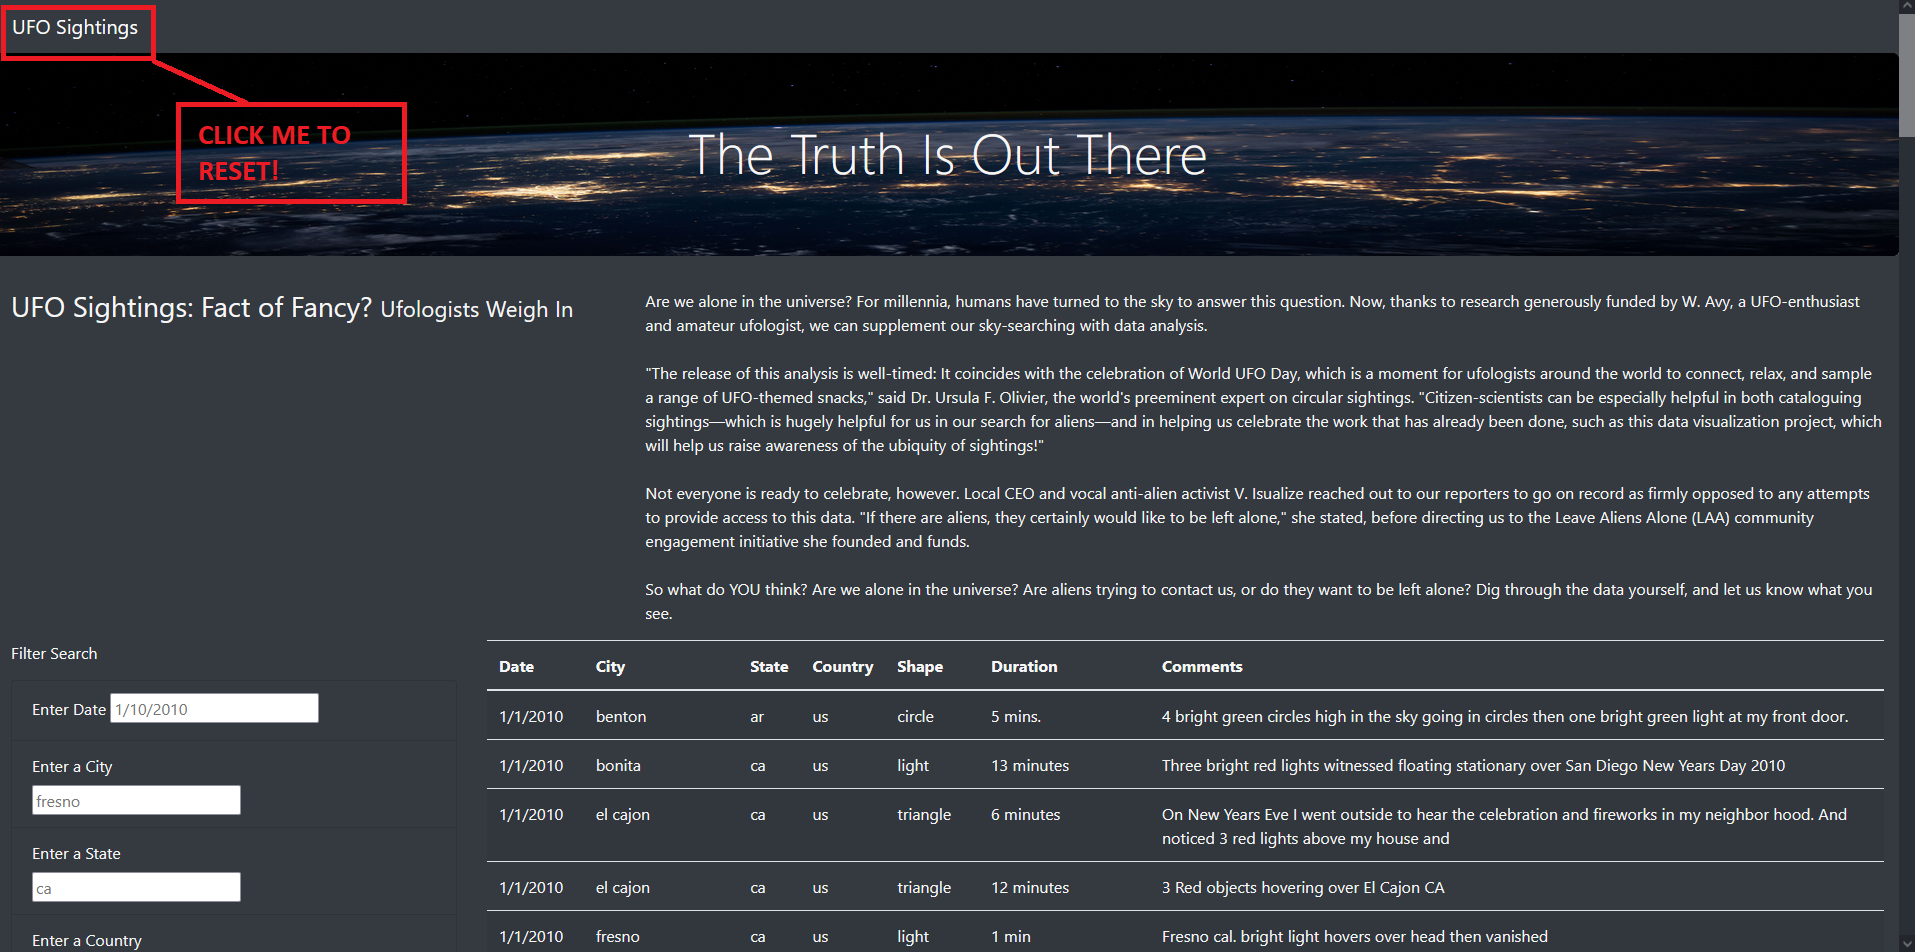 UFO Sightings
CLICK ME TO
RESET!
The Truth Is Out There
UFO Sightings: Fact of Fancy? Ufologists Weigh In
Are we alone in the universe? For millennia, humans have turned to the sky to answer this question. Now, thanks to research generously funded by W. Avy, a UFO-enthusiast
and amateur ufologist, we can supplement our sky-searching with data analysis.
"The release of this analysis is well-timed: It coincides with the celebration of World UFO Day, which is a moment for ufologists around the world to connect, relax, and sample
a range of UFO-themed snacks," said Dr. Ursula F. Olivier, the world's preeminent expert on circular sightings. "Citizen-scientists can be especially helpful in both cataloguing
sightings—which is hugely helpful for us in our search for aliens—and in helping us celebrate the work that has already been done, such as this data visualization project, which
will help us raise awareness of the ubiquity of sightings!"
Not everyone is ready to celebrate, however. Local CEO and vocal anti-alien activist V. Isualize reached out to our reporters to go on record as firmly opposed to any attempts
to provide access to this data. "If there are aliens, they certainly would like to be left alone," she stated, before directing us to the Leave Aliens Alone (LAA) community
engagement initiative she founded and funds.
So what do YOU think? Are we alone in the universe? Are aliens trying to contact us, or do they want to be left alone? Dig through the data yourself, and let us know what you
see.
Filter Search
Enter Date 1/10/2010
Enter a City
fresno
Enter a State
ca
Enter a Country
Date City State Country Shape Duration Comments
1/1/2010 benton ar us circle 5 mins. 4 bright green circles high in the sky going in circles then one bright green light at my front door.
1/1/2010 bonita ca us light 13 minutes Three bright red lights witnessed floating stationary over San Diego New Years Day 2010
1/1/2010 el cajon ca us triangle 6 minutes On New Years Eve I went outside to hear the celebration and fireworks in my neighbor hood. And
noticed 3 red lights above my house and
1/1/2010 el cajon ca us triangle 12 minutes 3 Red objects hovering over El Cajon CA
1/1/2010 fresno ca us light 1 min Fresno cal. bright light hovers over head then vanished